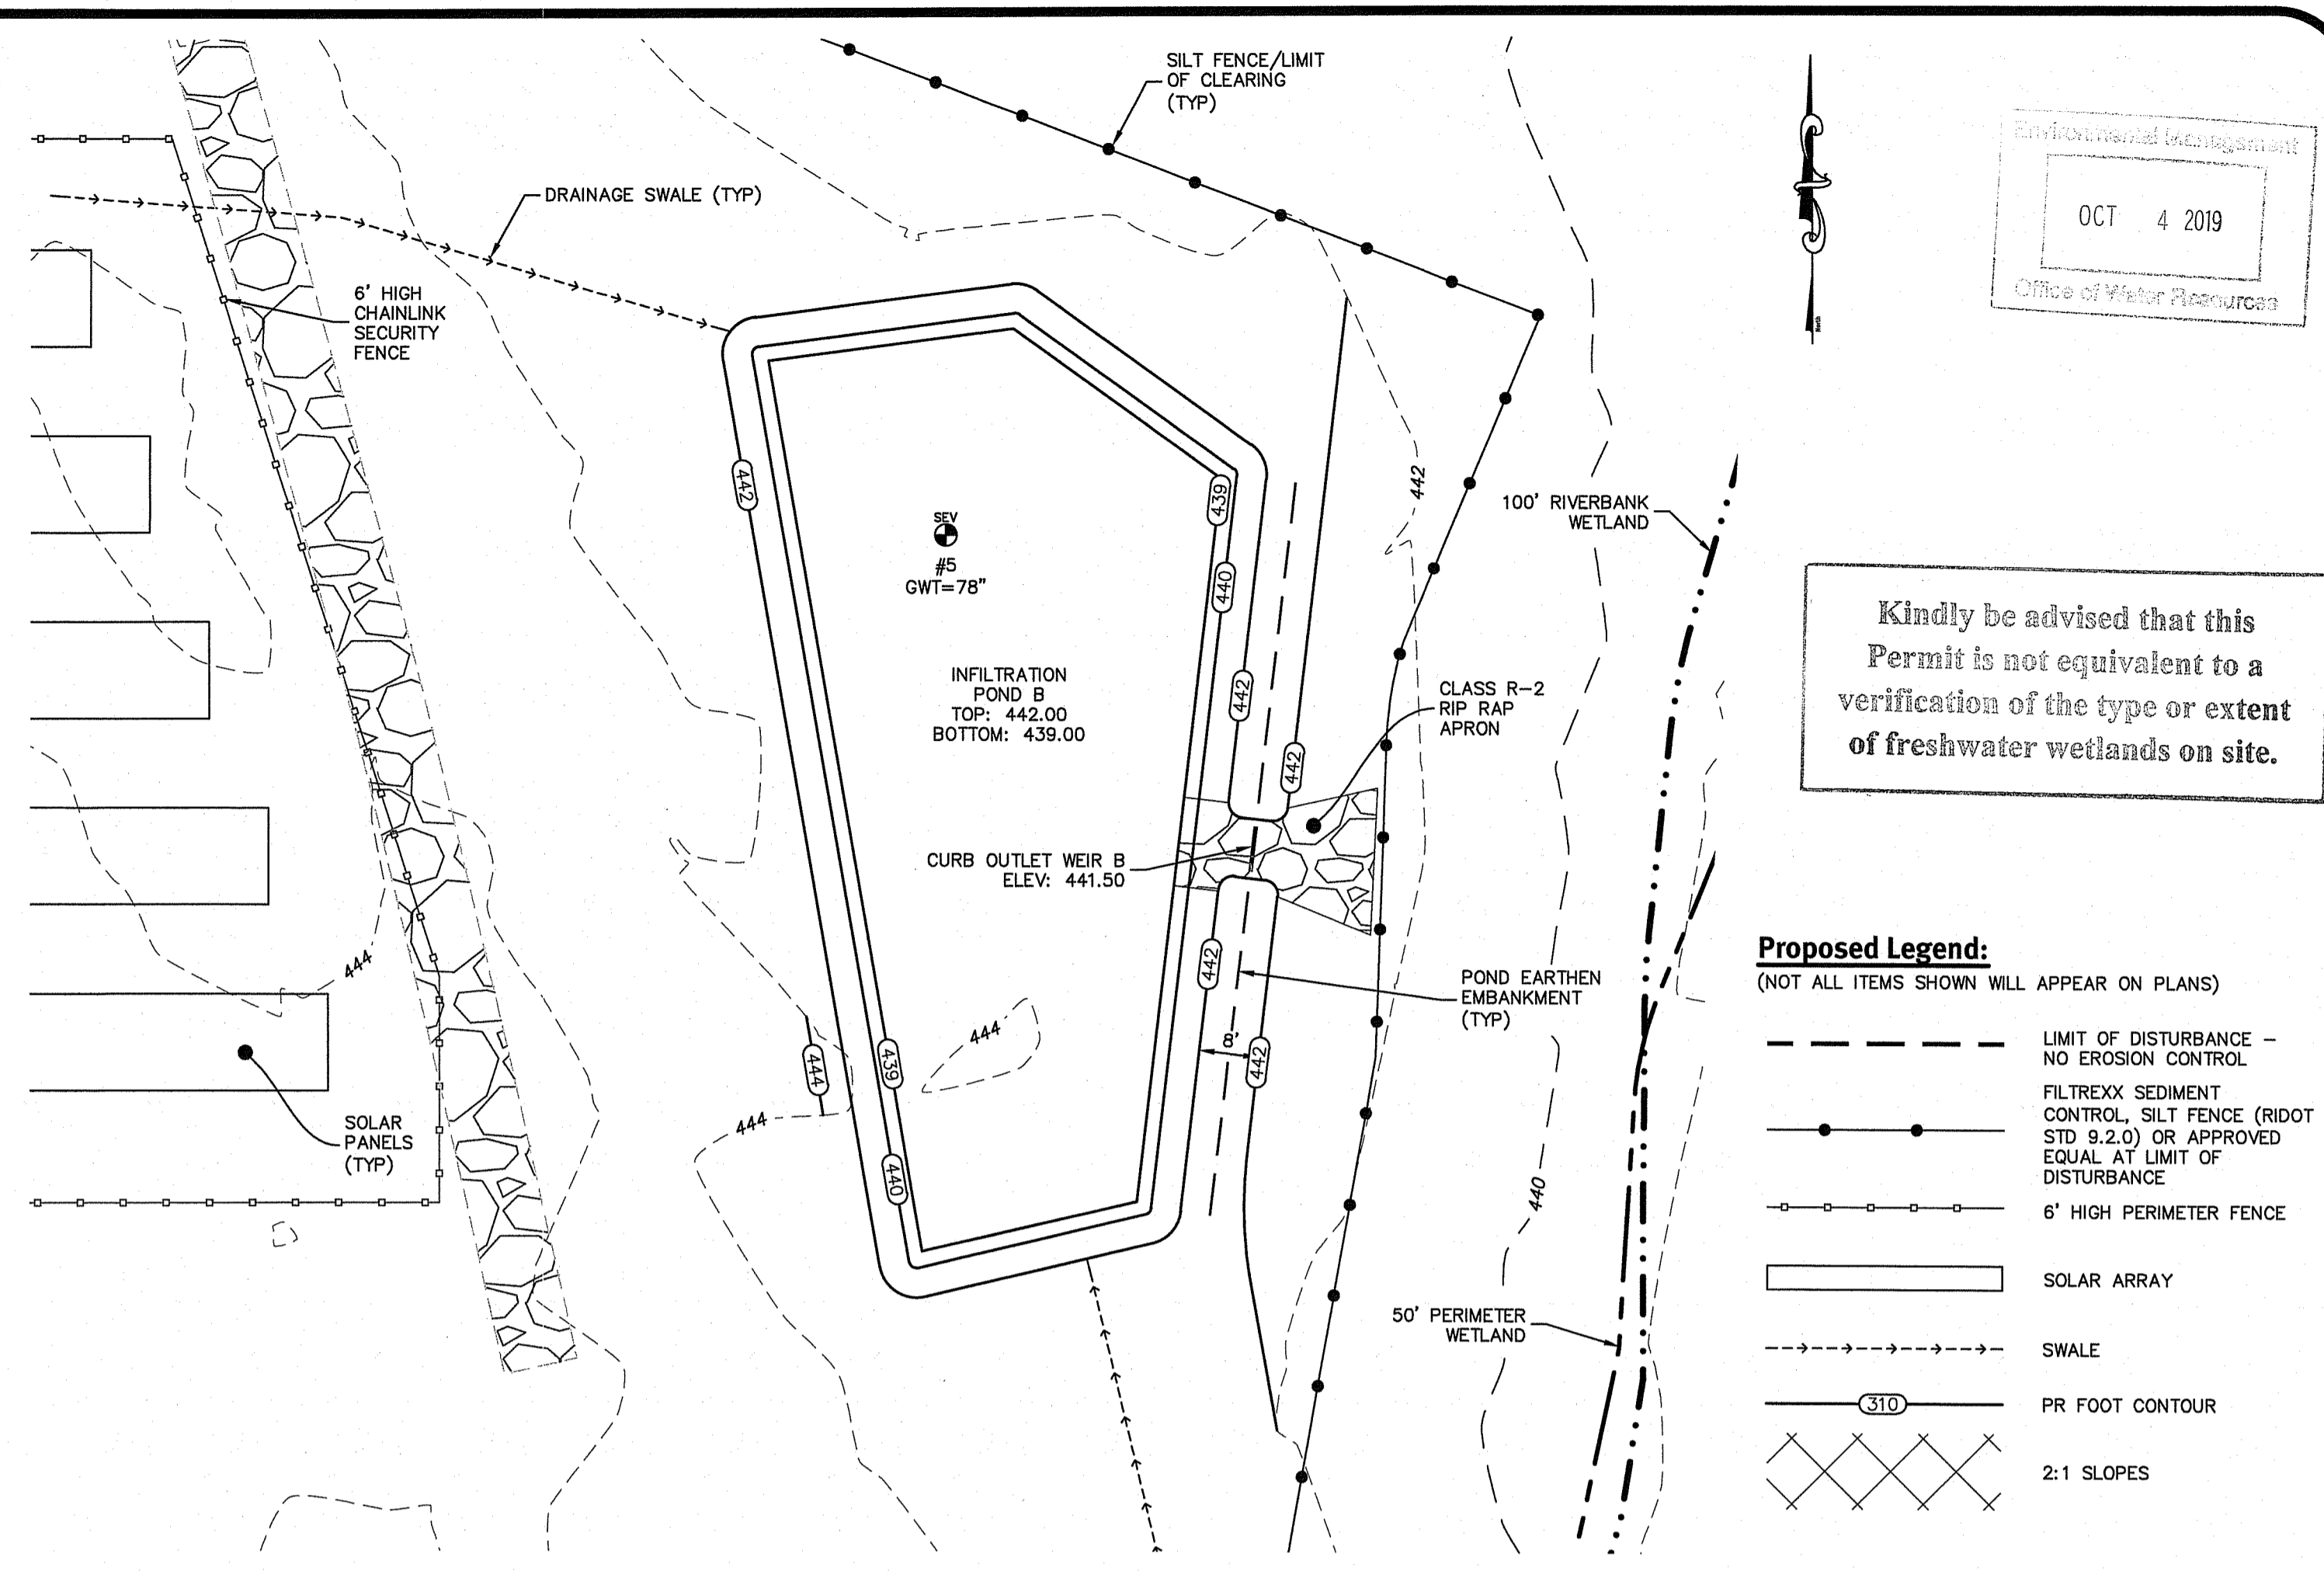 SILT FENCE/LIMIT
OF CLEARING
(TYP)
Environmental Management
OCT 4 2019
Office of Water Resources
North
DRAINAGE SWALE (TYP)
6' HIGH
CHAINLINK
SECURITY
FENCE
442
439
442
100' RIVERBANK
WETLAND
SEV
#5
GWT=78"
440
Kindly be advised that this
Permit is not equivalent to a
verification of the type or extent
of freshwater wetlands on site.
INFILTRATION
POND B
TOP: 442.00
BOTTOM: 439.00
442
442
CLASS R-2
RIP RAP
APRON
CURB OUTLET WEIR B
ELEV: 441.50
444
442
POND EARTHEN
EMBANKMENT
(TYP)
8'
442
444
444
439
444
440
SOLAR
PANELS
(TYP)
440
50' PERIMETER
WETLAND
Proposed Legend:
(NOT ALL ITEMS SHOWN WILL APPEAR ON PLANS)
LIMIT OF DISTURBANCE –
NO EROSION CONTROL
FILTREXX SEDIMENT
CONTROL, SILT FENCE (RIDOT
STD 9.2.0) OR APPROVED
EQUAL AT LIMIT OF
DISTURBANCE
6' HIGH PERIMETER FENCE
SOLAR ARRAY
SWALE
310
PR FOOT CONTOUR
2:1 SLOPES